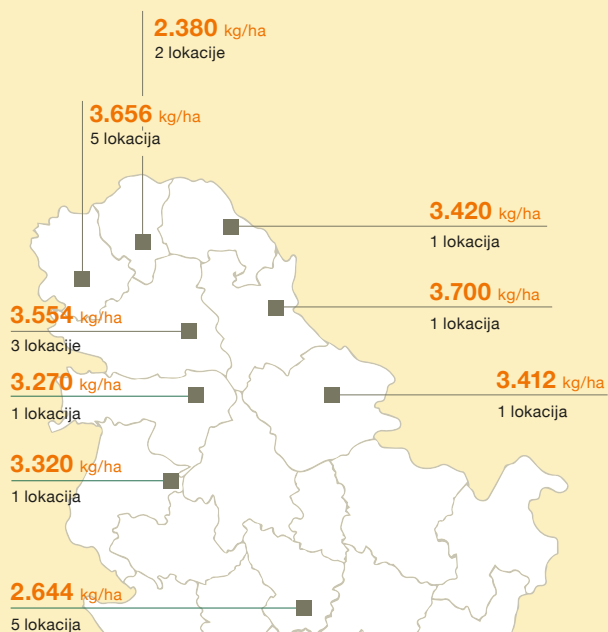 2.380 kg/ha
2 lokacije
3.656 kg/ha
5 lokacija
3.420 kg/ha
1 lokacija
3.700 kg/ha
1 lokacija
3.554 kg/ha
3 lokacije
3.270 kg/ha
1 lokacija
3.412 kg/ha
1 lokacija
3.320 kg/ha
1 lokacija
2.644 kg/ha
5 lokacija